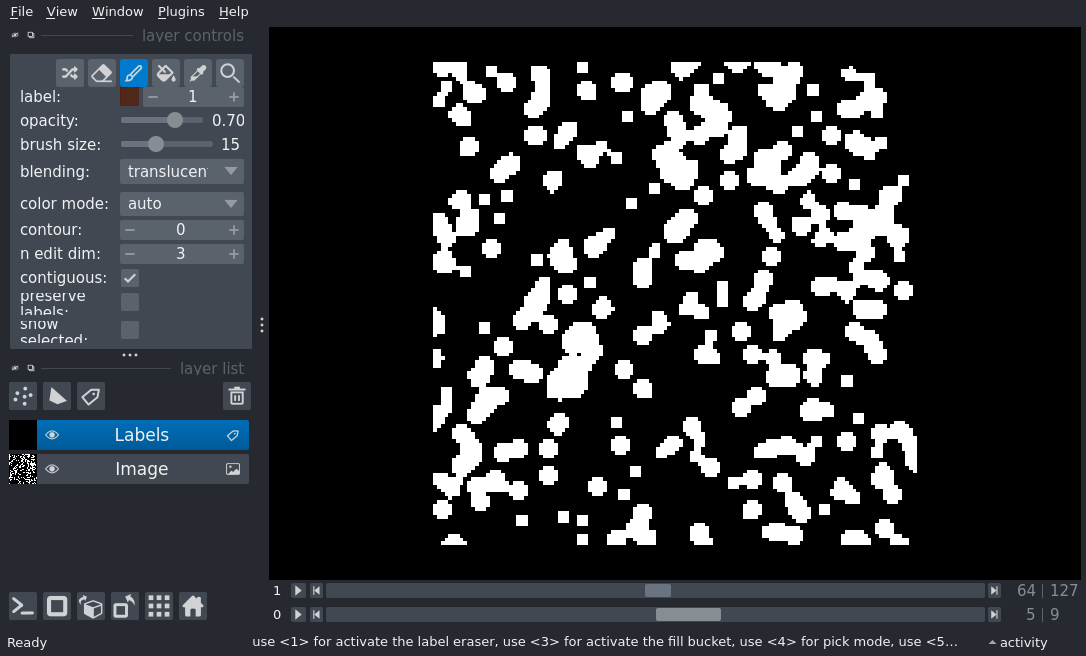 File View Window Plugins Help
layer controls
label: 1
opacity: 0.70
brush size: 15
blending: translucen
color mode: auto
contour: 0
n edit dim: 3
contiguous:
preserve
labels:
show
selected:
layer list
Labels
Image
1 64 | 127
0 5 | 9
Ready use <1> for activate the label eraser, use <3> for activate the fill bucket, use <4> for pick mode, use <5... activity